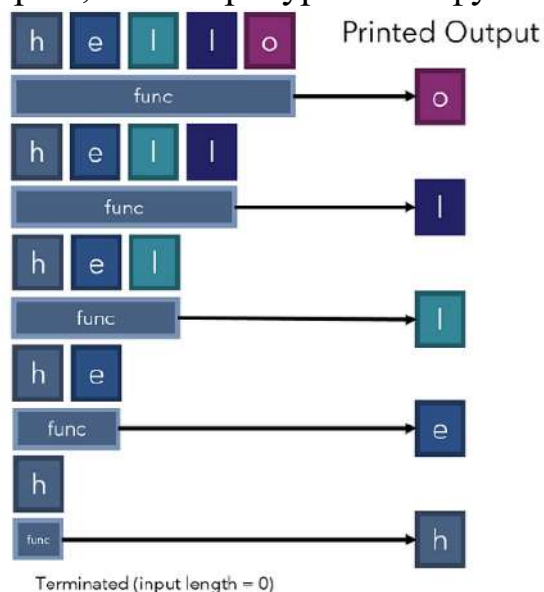 h e l l o Printed Output
func o
h e l l
func l
h e l
func l
h e
func e
h
func h
Terminated (input length = 0)